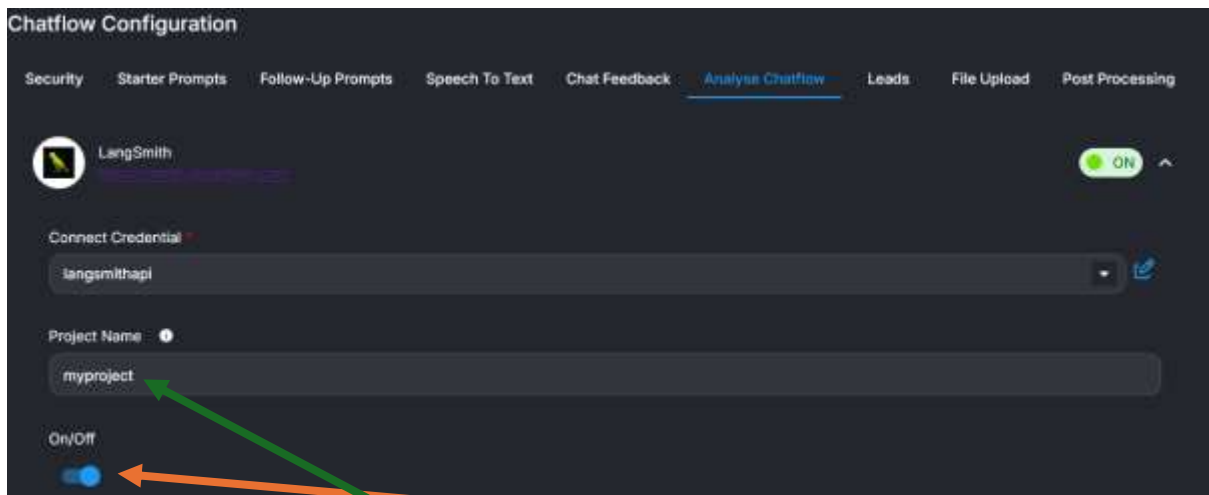 Chatflow Configuration
Security Starter Prompts Follow-Up Prompts Speech To Text Chat Feedback Analyse Chatflow Leads File Upload Post Processing
LangSmith
ON
Connect Credential *
langsmithapi
Project Name
myproject
On/Off